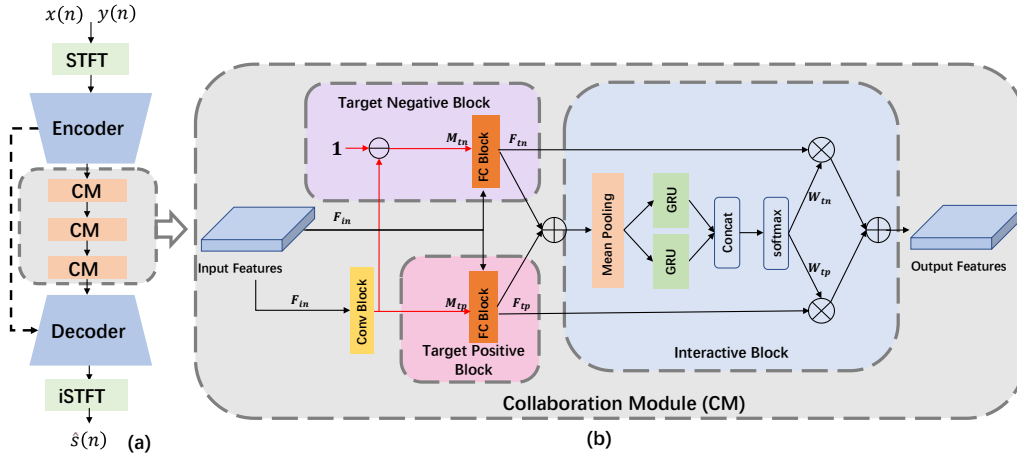 x(n) y(n)
STFT
Encoder
CM
CM
CM
Decoder
iSTFT
ŝ(n)
(a)
Target Negative Block
1
M_tn
FC Block
F_tn
F_in
Input Features
F_in
Conv Block
M_tp
FC Block
F_tp
Target Positive
Block
Mean Pooling
GRU
GRU
Concat
softmax
W_tn
W_tp
Interactive Block
Output Features
Collaboration Module (CM)
(b)